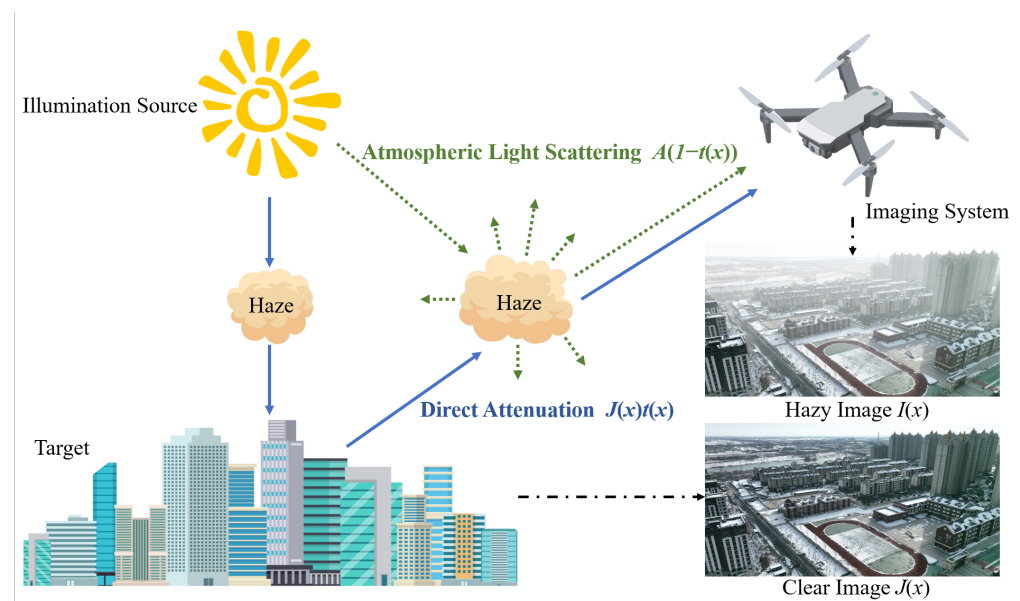 Illumination Source
Atmospheric Light Scattering A(1−t(x))
Imaging System
Haze
Haze
Hazy Image I(x)
Direct Attenuation J(x)t(x)
Target
Clear Image J(x)